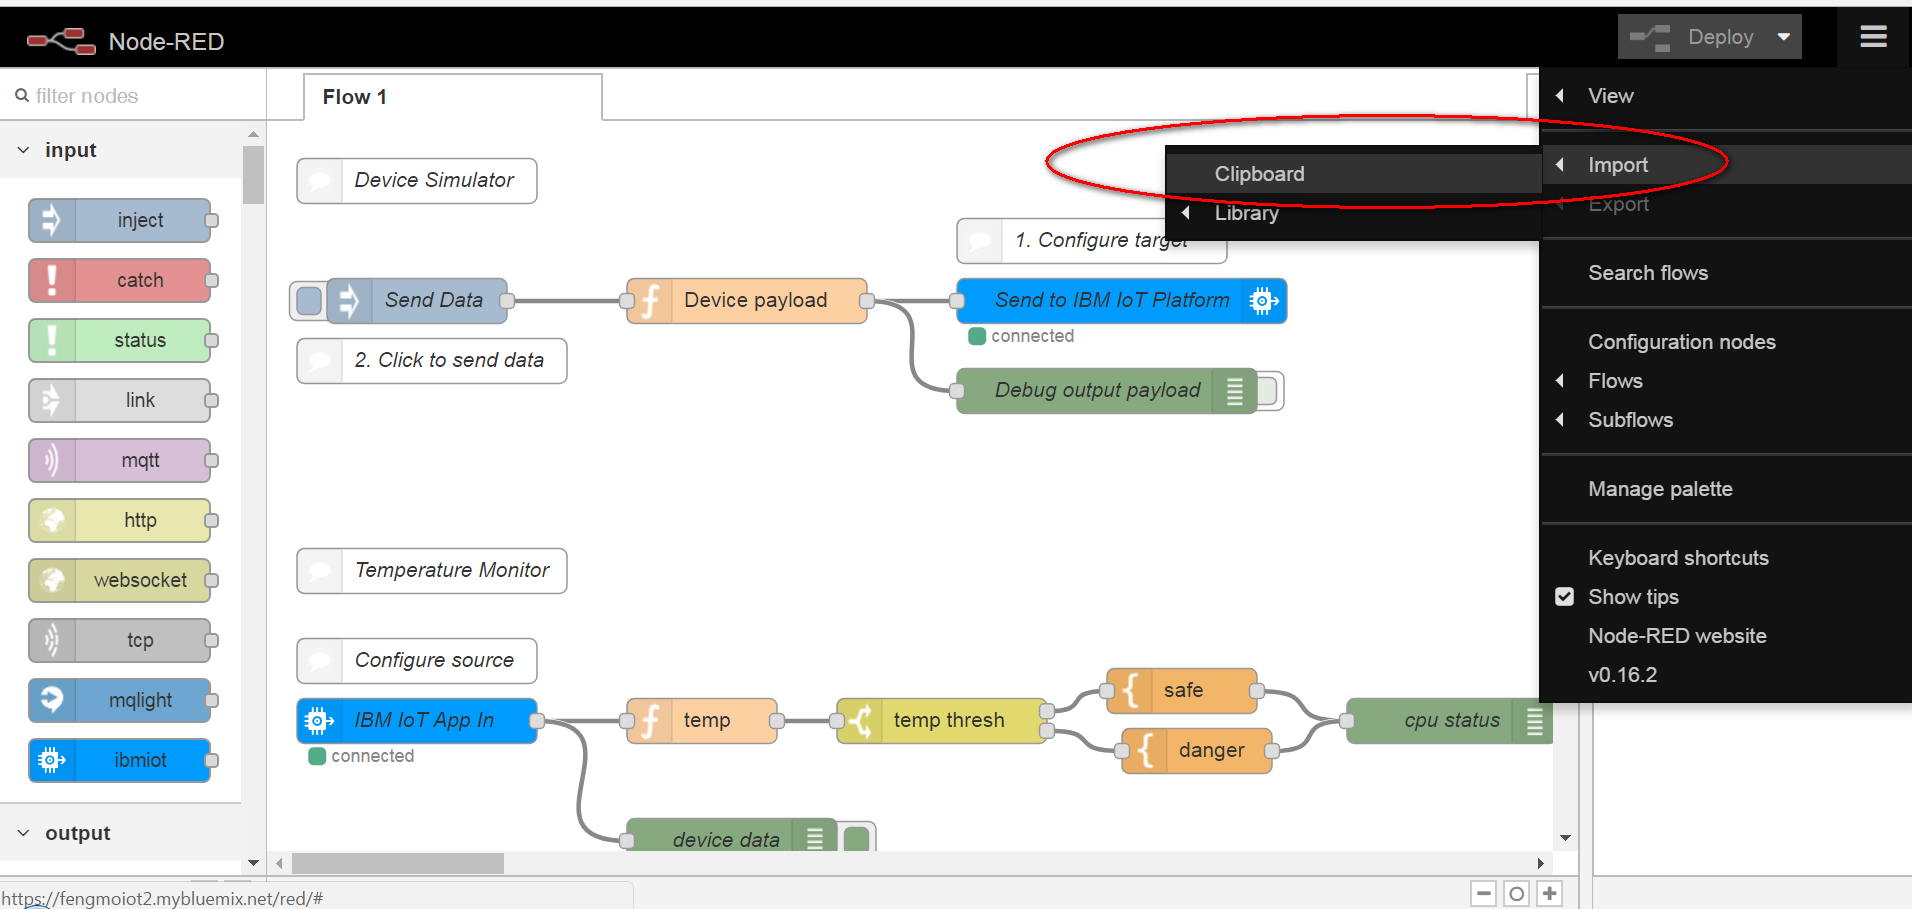 Node-RED
Deploy
filter nodes
Flow 1
View
input
Import
Clipboard
Export
Library
Device Simulator
inject
1. Configure target
catch
Search flows
Send Data
Device payload
Send to IBM IoT Platform
connected
status
Configuration nodes
2. Click to send data
Flows
Debug output payload
link
Subflows
mqtt
Manage palette
http
Keyboard shortcuts
Temperature Monitor
websocket
Show tips
tcp
Node-RED website
Configure source
v0.16.2
mqlight
safe
IBM IoT App In
temp
temp thresh
cpu status
connected
danger
ibmiot
output
device data
https://fengmoiot2.mybluemix.net/red/#